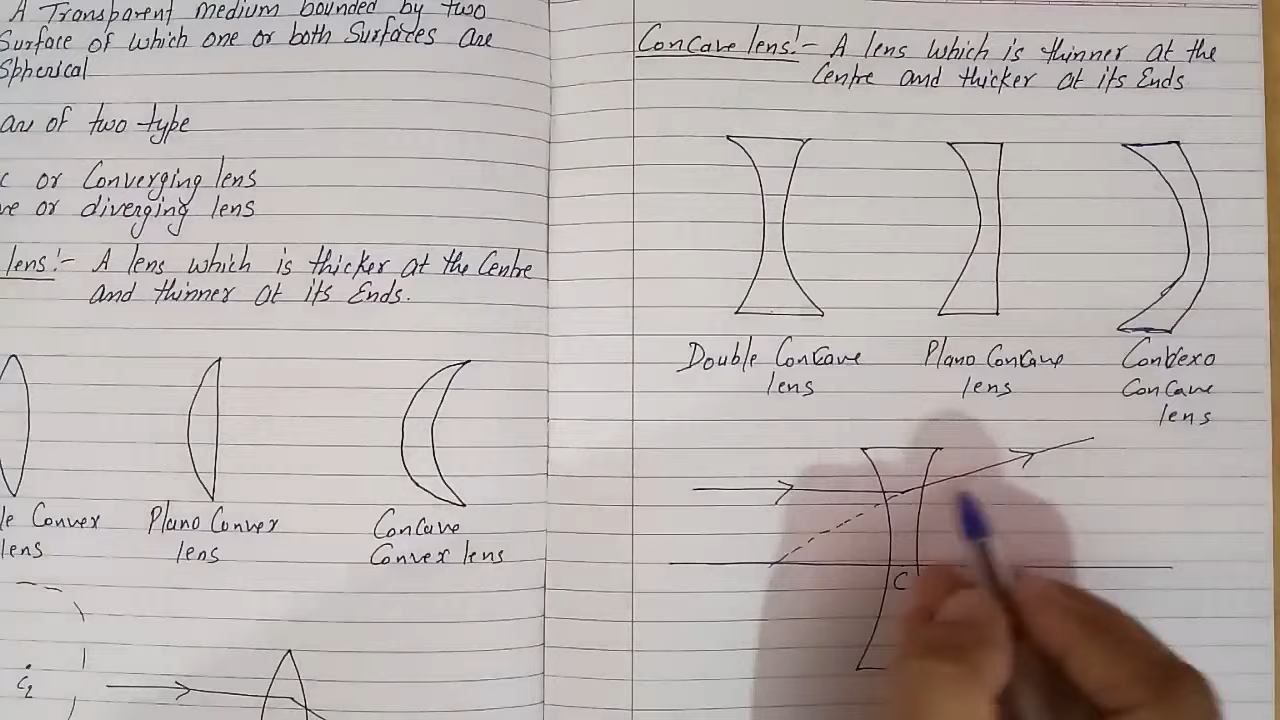 A Transparent medium bounded by two
Surface of which one or both Surfaces are
Spherical
are of two type
c or Converging lens
ve or diverging lens
lens:- A lens which is thicker at the Centre
and thinner at its Ends.
le Convex
lens
Plano Convex
lens
Concave
Convex lens
i2
Concave lens:- A lens which is thinner at the
Centre and thicker at its Ends
Double Concave
lens
Plano Concave
lens
Convexo
Concave
lens
C